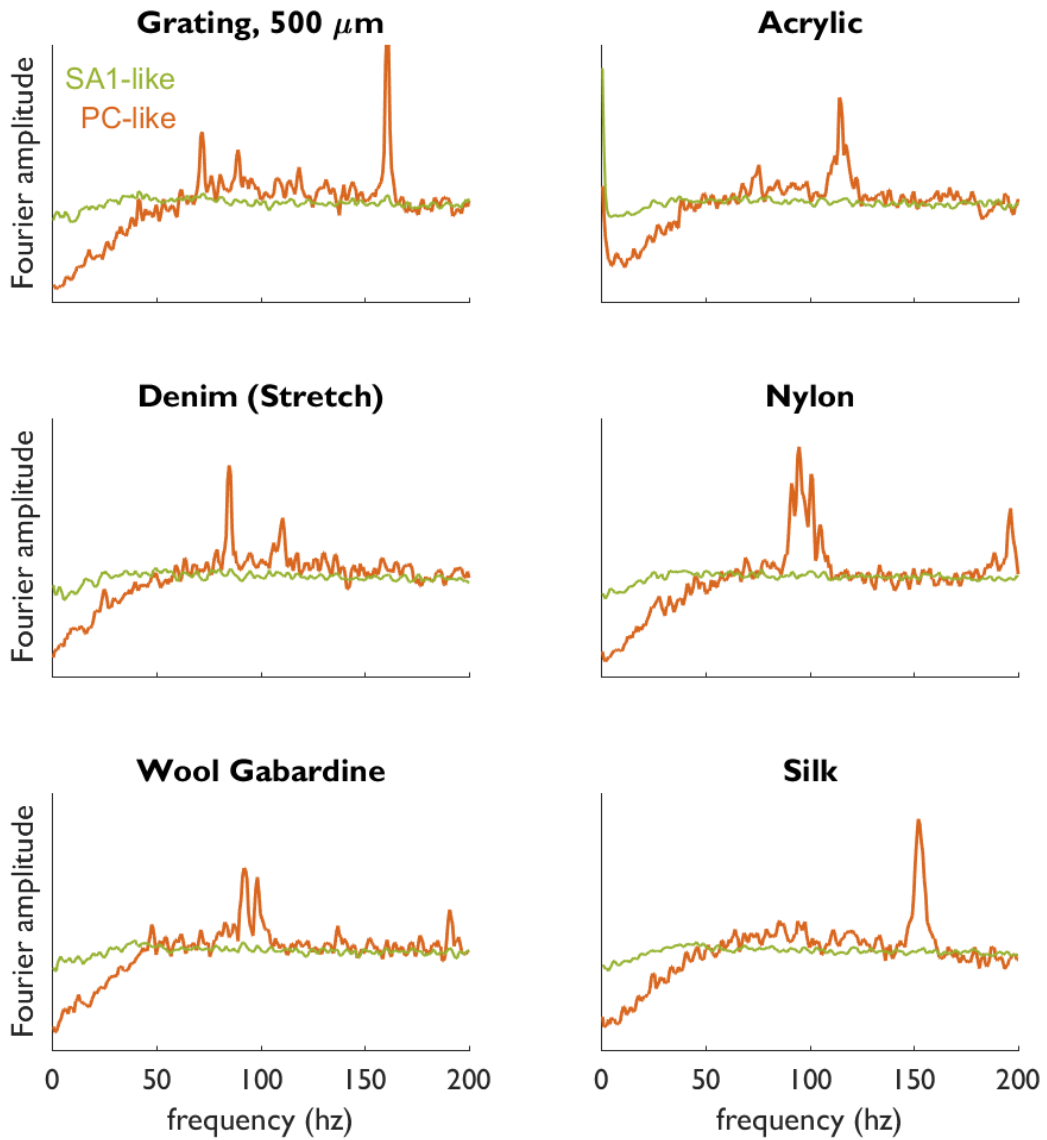 Grating, 500 μm
Acrylic
SA1-like
PC-like
Fourier amplitude
Denim (Stretch)
Nylon
Fourier amplitude
Wool Gabardine
Silk
Fourier amplitude
0 50 100 150 200
0 50 100 150 200
frequency (hz)
frequency (hz)